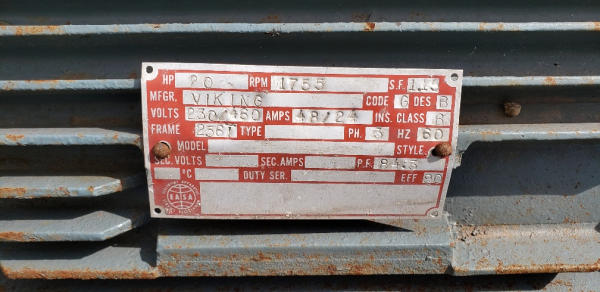 HP 20 RPM 1755 S.F. 1.15
MFGR. VIKING CODE G DES B
VOLTS 230/460 AMPS 48/24 INS. CLASS
FRAME 256T TYPE PH. 3 HZ 60
MODEL STYLE
SEC. VOLTS SEC. AMPS P.F. 84.5
°C DUTY SER. EFF 90
EASA